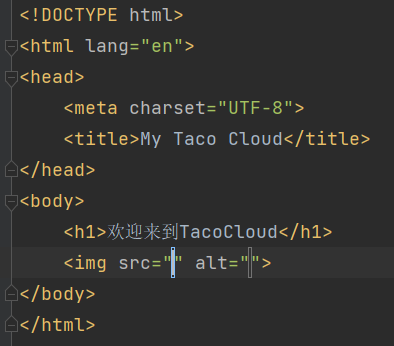 <!DOCTYPE html>
<html lang="en">
<head>
<meta charset="UTF-8">
<title>My Taco Cloud</title>
</head>
<body>
<h1>欢迎来到TacoCloud</h1>
<img src="" alt="">
</body>
</html>